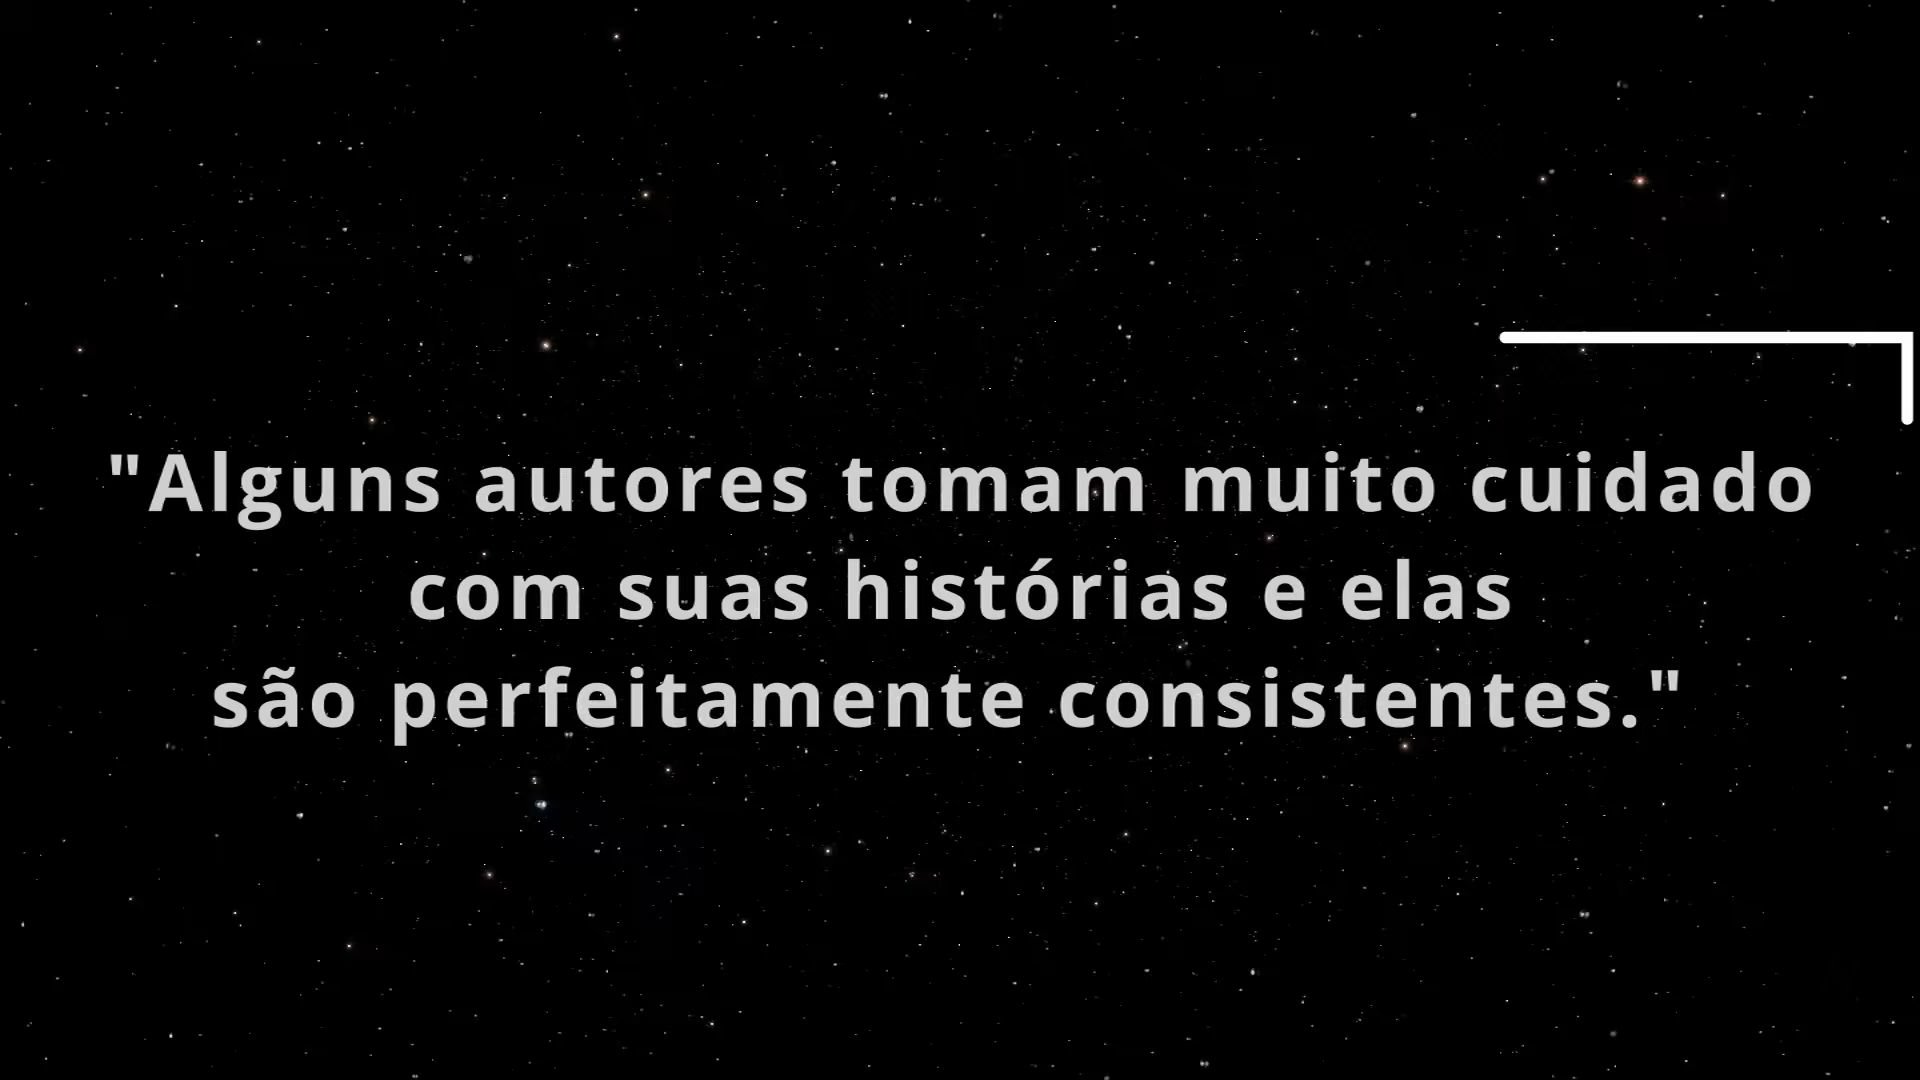 "Alguns autores tomam muito cuidado
com suas histórias e elas
são perfeitamente consistentes."